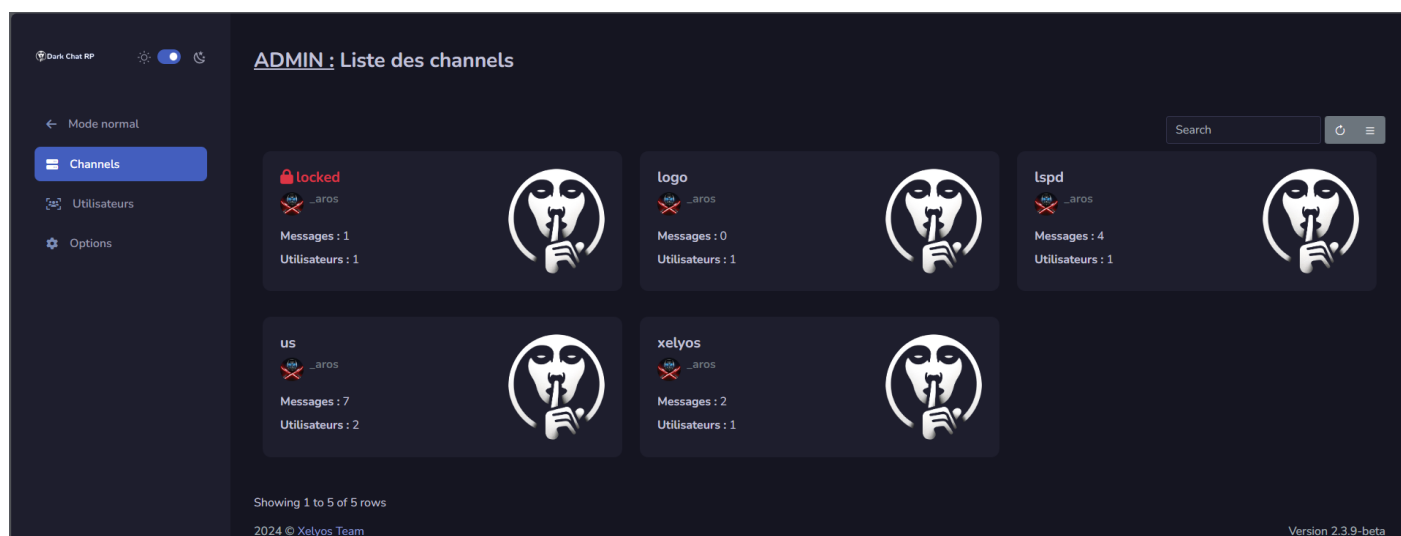 Dark Chat RP
ADMIN : Liste des channels
Mode normal
Channels
Utilisateurs
Options
Search
locked
_aros
Messages : 1
Utilisateurs : 1
logo
_aros
Messages : 0
Utilisateurs : 1
lspd
_aros
Messages : 4
Utilisateurs : 1
us
_aros
Messages : 7
Utilisateurs : 2
xelyos
_aros
Messages : 2
Utilisateurs : 1
Showing 1 to 5 of 5 rows
2024 © Xelyos Team
Version 2.3.9-beta